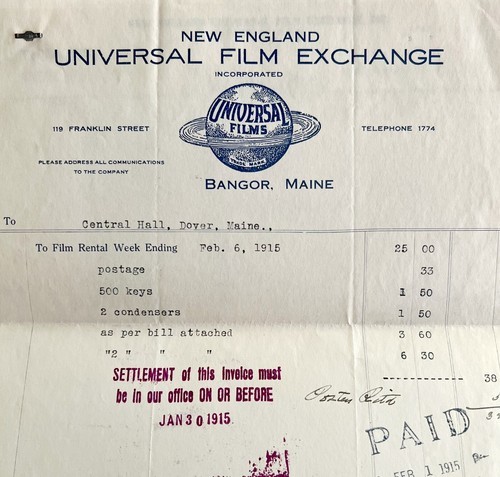 NEW ENGLAND
UNIVERSAL FILM EXCHANGE
INCORPORATED
UNIVERSAL
FILMS
TRADE MARK
119 FRANKLIN STREET
TELEPHONE 1774
PLEASE ADDRESS ALL COMMUNICATIONS
TO THE COMPANY
BANGOR, MAINE
To Central Hall, Dover, Maine.,
To Film Rental Week Ending Feb. 6, 1915 25 00
postage 33
500 keys 1 50
2 condensers 1 50
as per bill attached 3 60
"2 " " " 6 30
38
SETTLEMENT of this Invoice must
be in our office ON OR BEFORE
JAN 30 1915
PAID
FEB 1 1915